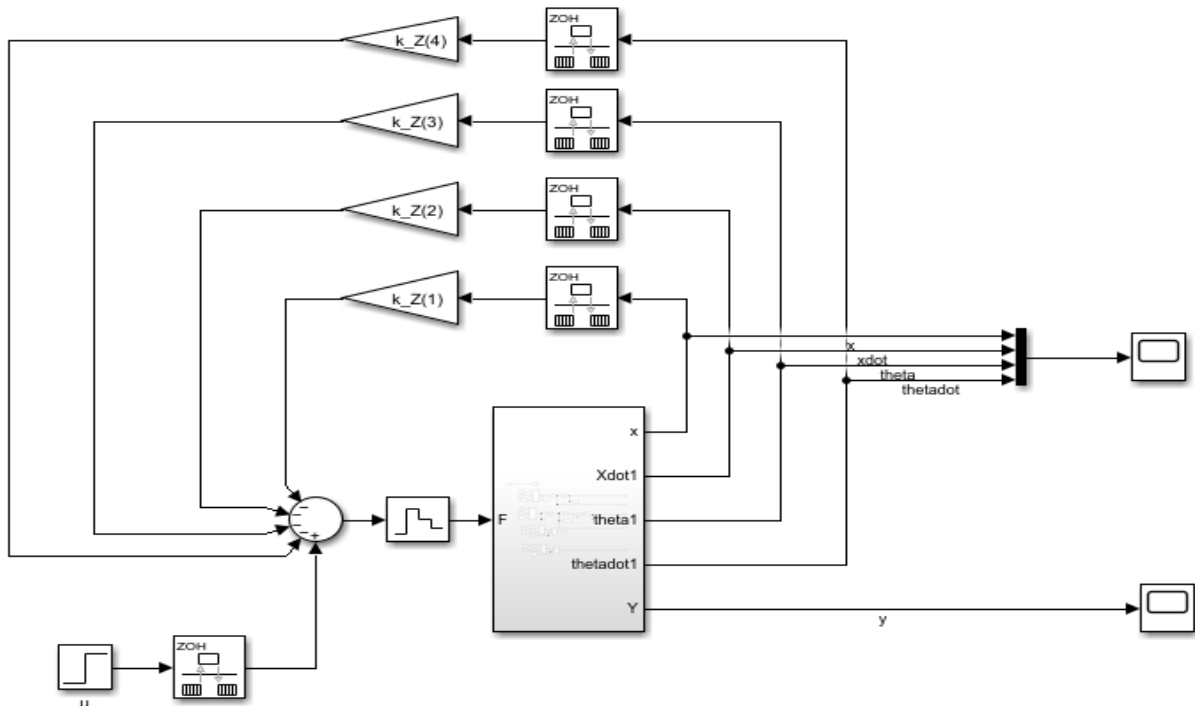 ZOH
k_Z(4)
ZOH
k_Z(3)
ZOH
k_Z(2)
ZOH
k_Z(1)
x
xdot
theta
thetadot
x
Xdot1
F
theta1
thetadot1
Y
y
ZOH